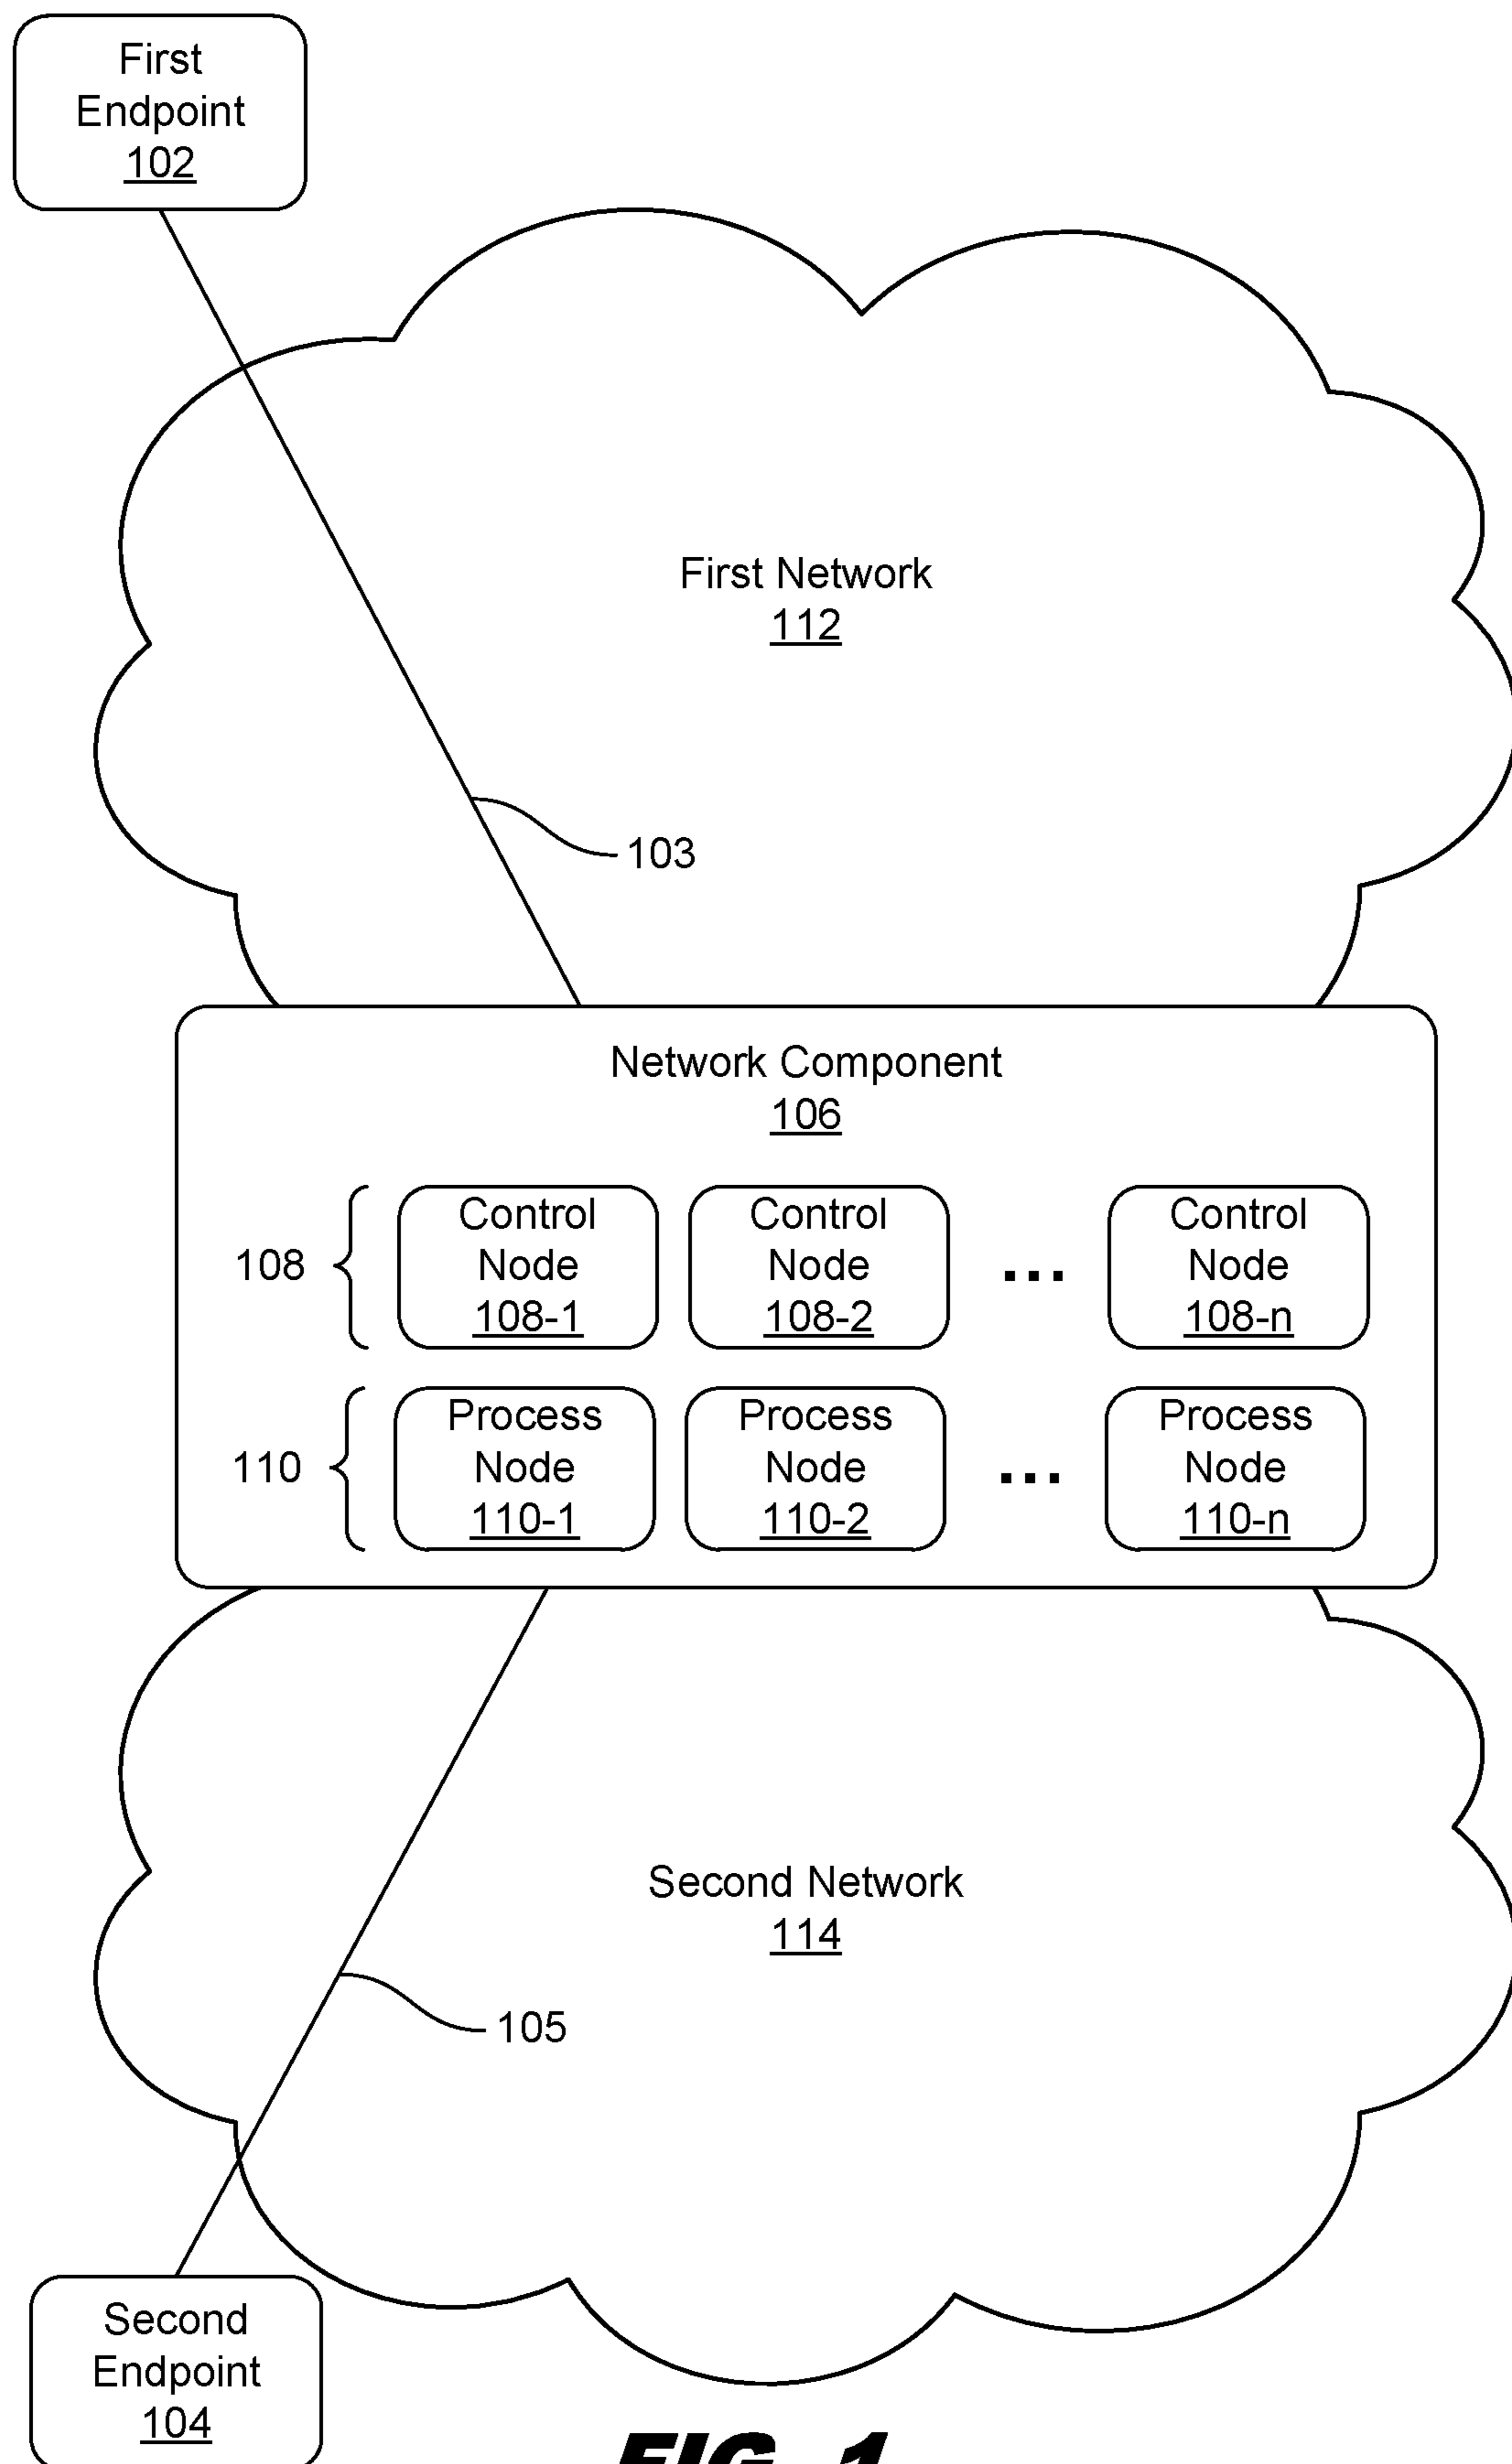 First
Endpoint
102
First Network
112
103
Network Component
106
108
Control
Node
108-1
Control
Node
108-2
...
Control
Node
108-n
110
Process
Node
110-1
Process
Node
110-2
...
Process
Node
110-n
Second Network
114
105
Second
Endpoint
104
FIG. 1